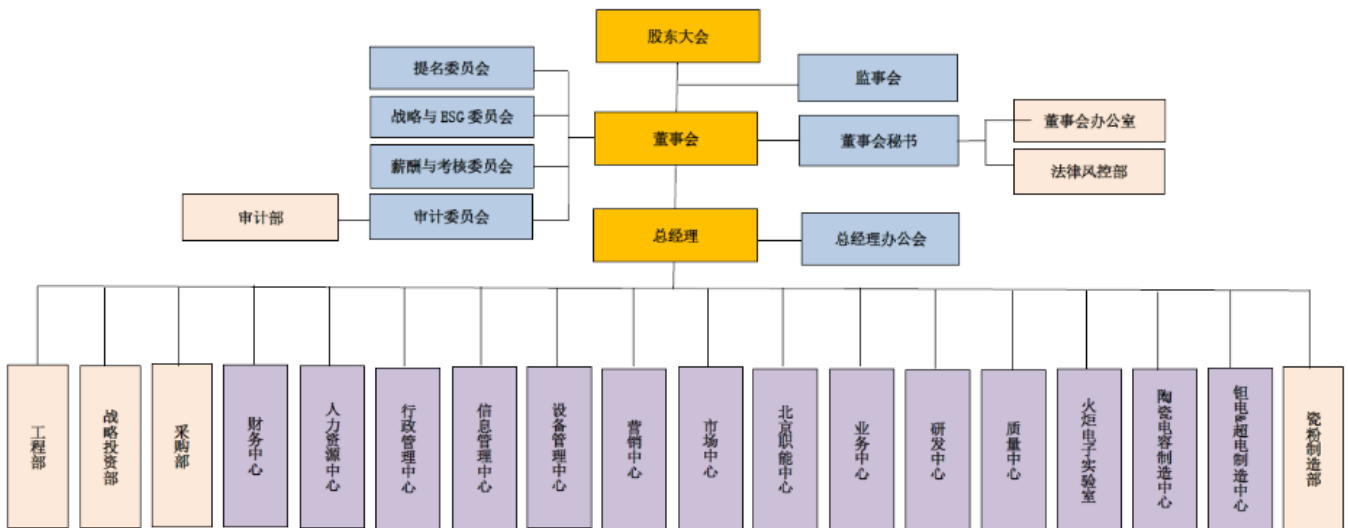 股东大会
提名委员会
监事会
战略与 ESG 委员会
董事会
董事会秘书
董事会办公室
薪酬与考核委员会
法律风控部
审计部
审计委员会
总经理
总经理办公会
工程部
战略投资部
采购部
财务中心
人力资源中心
行政管理中心
信息管理中心
设备管理中心
营销中心
市场中心
北京职能中心
业务中心
研发中心
质量中心
火炬电子实验室
陶瓷电容制造中心
钽电&超电制造中心
瓷粉制造部